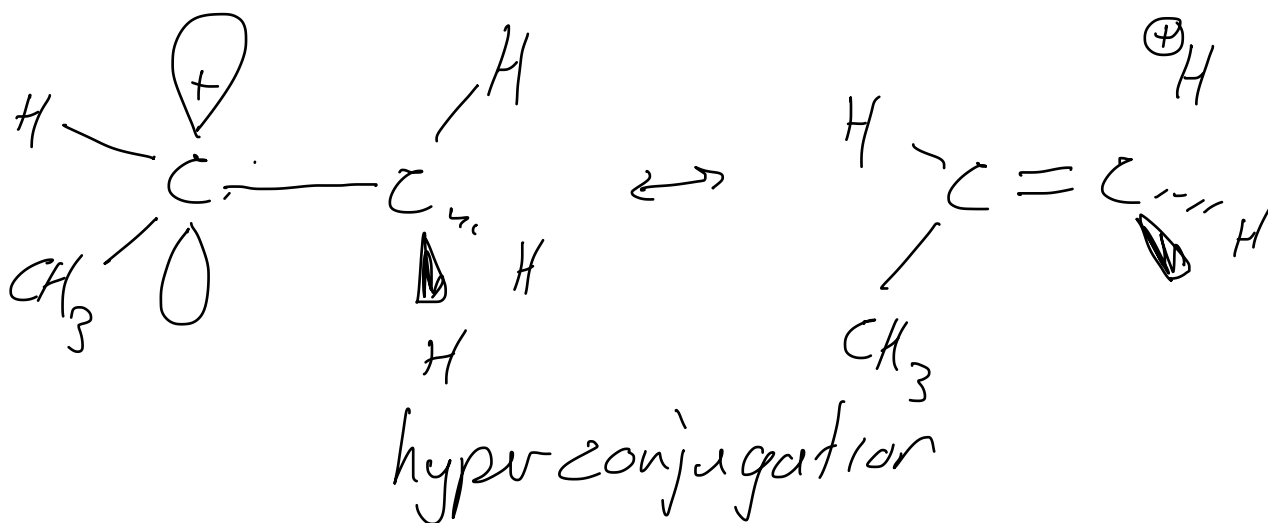 H
+
H
C — C
CH₃
H
H
↔
⊕
H
H
C = C
H
CH₃
hyperconjugation